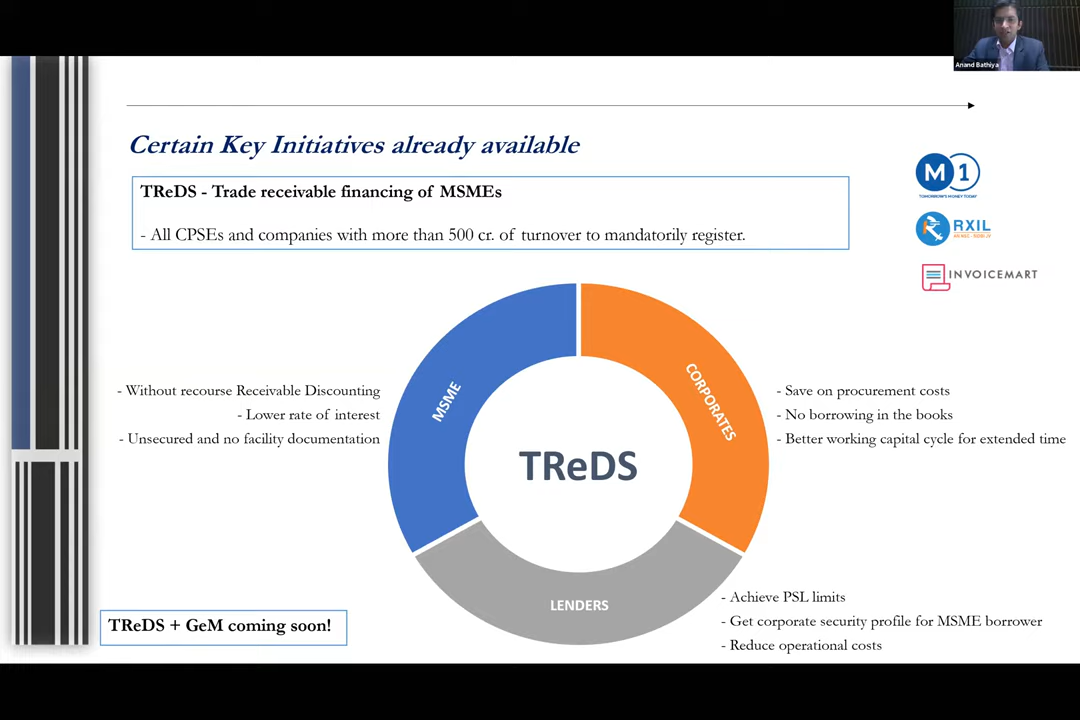 Anand Bathiya
Certain Key Initiatives already available
TReDS - Trade receivable financing of MSMEs
- All CPSEs and companies with more than 500 cr. of turnover to mandatorily register.
M1
TOMORROW'S MONEY TODAY
RXIL
INVOICEMART
MSME
CORPORATES
- Without recourse Receivable Discounting
- Lower rate of interest
- Unsecured and no facility documentation
- Save on procurement costs
- No borrowing in the books
- Better working capital cycle for extended time
TReDS
LENDERS
- Achieve PSL limits
- Get corporate security profile for MSME borrower
- Reduce operational costs
TReDS + GeM coming soon!